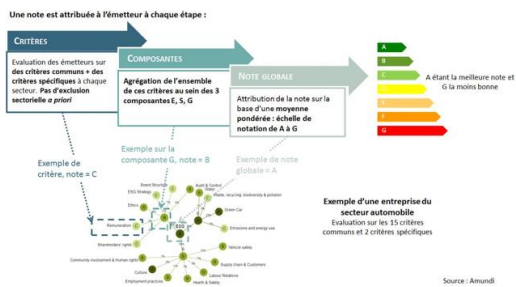 Une note est attribuée à l'émetteur à chaque étape :
CRITÈRES
Evaluation des émetteurs sur
des critères communs + des
critères spécifiques à chaque
secteur. Pas d'exclusion
sectorielle a priori
COMPOSANTES
Agrégation de l'ensemble
de ces critères au sein des 3
composantes E, S, G
NOTE GLOBALE
Attribution de la note sur la
base d'une moyenne
pondérée : échelle de
notation de A à G
A
B
C
D
E
F
G
A étant la meilleure note et
G la moins bonne
Exemple de
critère, note = C
Exemple sur la
composante G, note = B
Exemple de note
globale = A
Board Structure
Audit & Control
ESG Strategy
Water
Waste, recycling, biodiversity & pollution
Ethics
Green Car
Remuneration
ESG
Emissions and energy use
Shareholders' rights
Vehicle safety
Community involvement & human rights
Supply chain & Customers
Culture
Labour Relations
Employment practices
Health & Safety
Exemple d'une entreprise du
secteur automobile
Evaluation sur les 15 critères
communs et 2 critères spécifiques
Source : Amundi